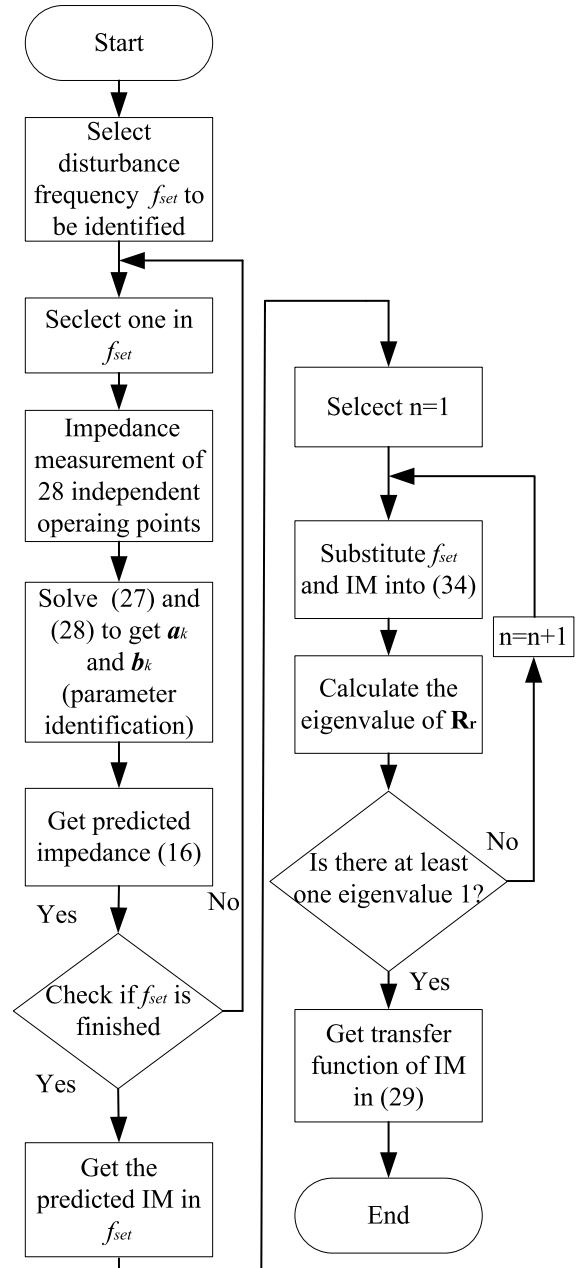 Start
Select
disturbance
frequency fset to
be identified
Seclect one in
fset
Impedance
measurement of
28 independent
operaing points
Solve (27) and
(28) to get ak
and bk
(parameter
identification)
Get predicted
impedance (16)
Yes
No
Check if fset is
finished
Yes
Get the
predicted IM in
fset
Selcect n=1
Substitute fset
and IM into (34)
n=n+1
Calculate the
eigenvalue of Rr
No
Is there at least
one eigenvalue 1?
Yes
Get transfer
function of IM
in (29)
End